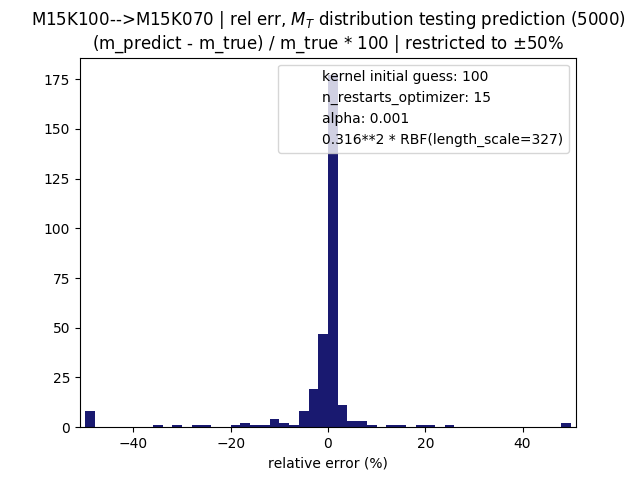 M15K100-->M15K070 | rel err, M_T distribution testing prediction (5000)
(m_predict - m_true) / m_true * 100 | restricted to ±50%
kernel initial guess: 100
n_restarts_optimizer: 15
alpha: 0.001
0.316**2 * RBF(length_scale=327)
175
150
125
100
75
50
25
0
−40 −20 0 20 40
relative error (%)